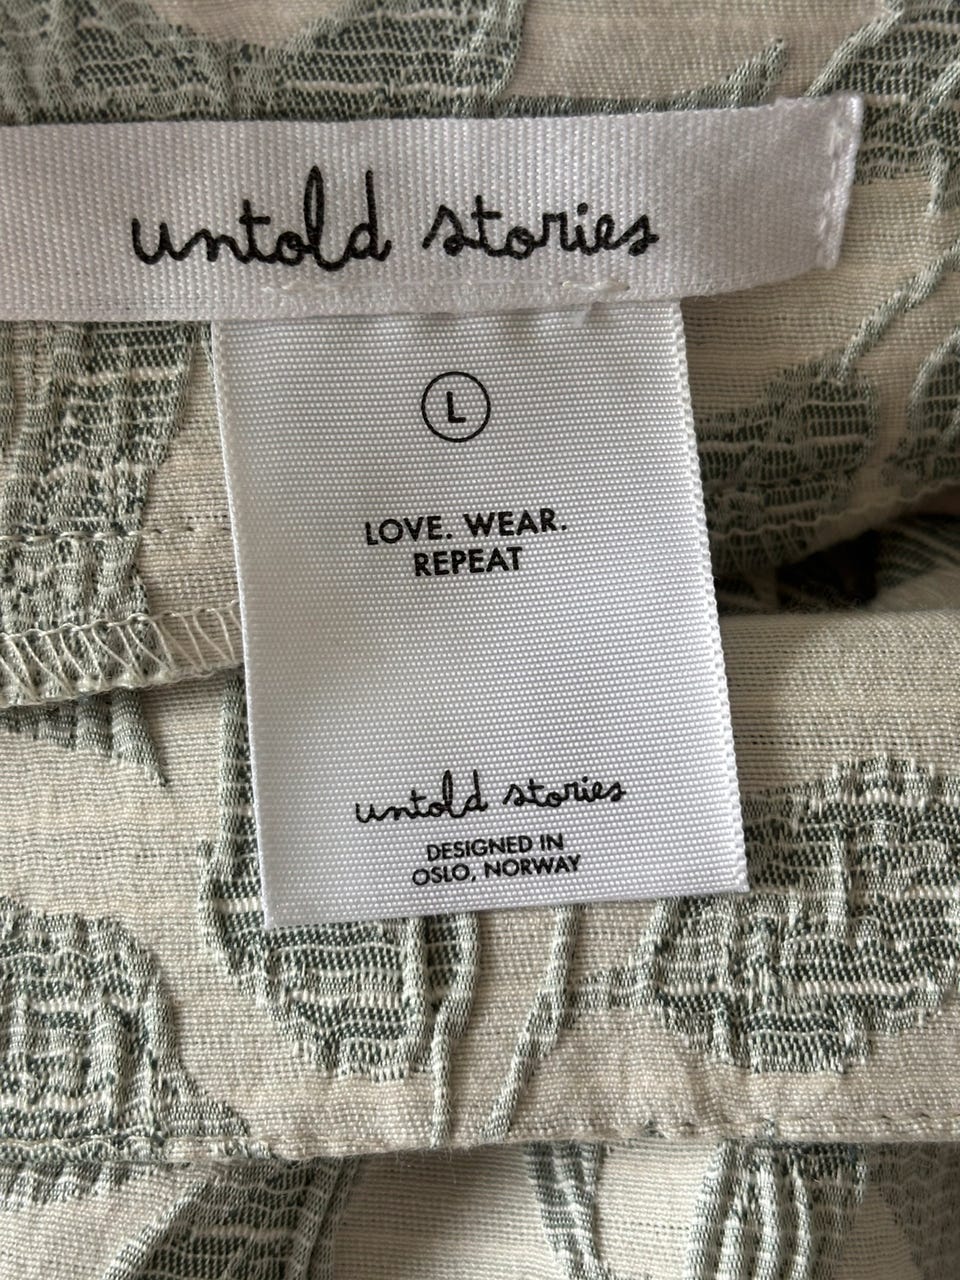 untold stories
L
LOVE. WEAR.
REPEAT
untold stories
DESIGNED IN
OSLO, NORWAY